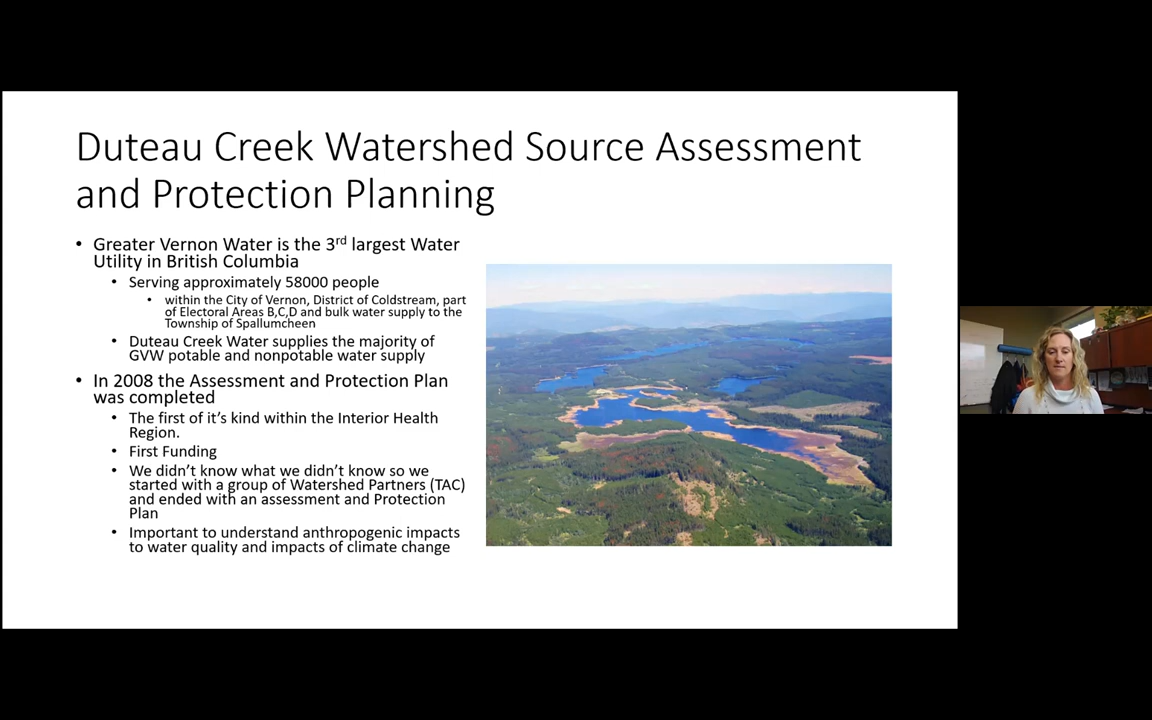 Duteau Creek Watershed Source Assessment
and Protection Planning
• Greater Vernon Water is the 3rd largest Water
Utility in British Columbia
• Serving approximately 58000 people
• within the City of Vernon, District of Coldstream, part
of Electoral Areas B,C,D and bulk water supply to the
Township of Spallumcheen
• Duteau Creek Water supplies the majority of
GVW potable and nonpotable water supply
• In 2008 the Assessment and Protection Plan
was completed
• The first of it’s kind within the Interior Health
Region.
• First Funding
• We didn’t know what we didn’t know so we
started with a group of Watershed Partners (TAC)
and ended with an assessment and Protection
Plan
• Important to understand anthropogenic impacts
to water quality and impacts of climate change